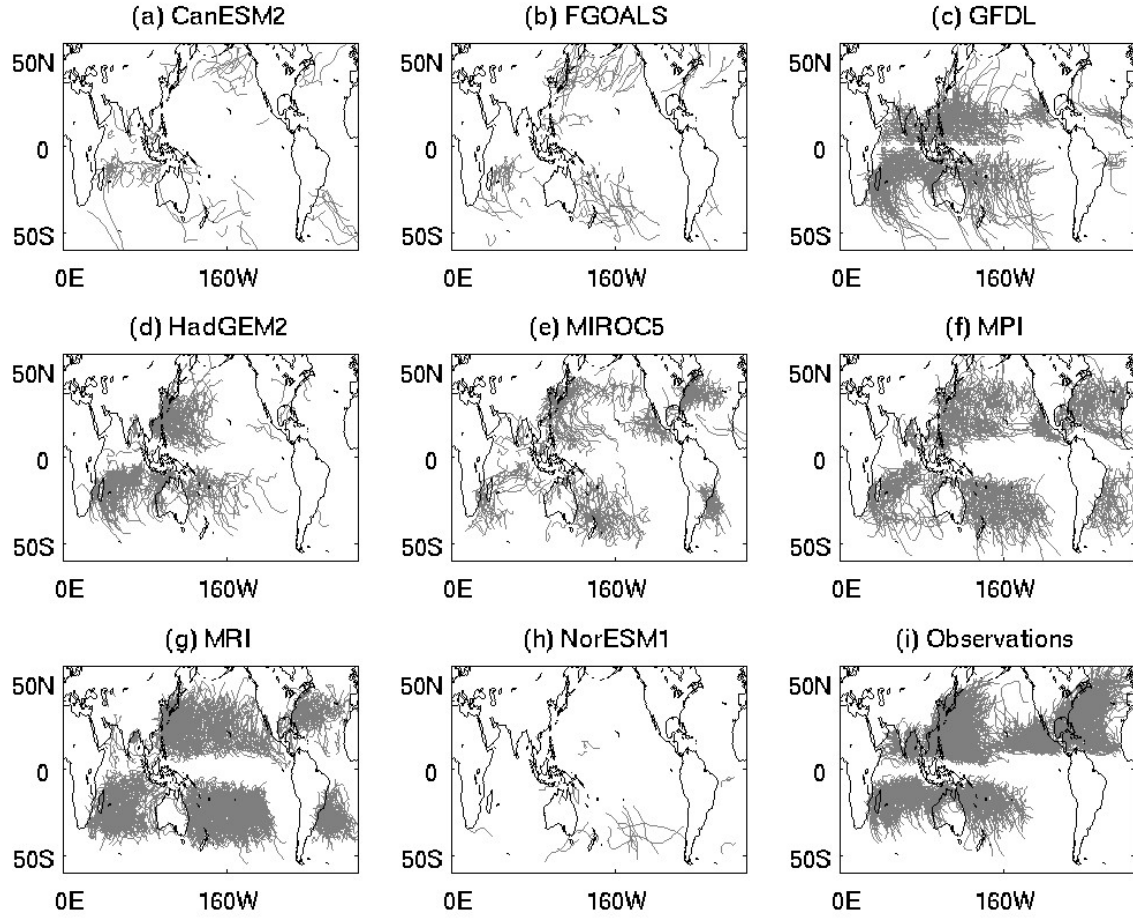 (a) CanESM2 (b) FGOALS (c) GFDL
50N 50N 50N
0 0 0
50S 50S 50S
0E 160W 0E 160W 0E 160W
(d) HadGEM2 (e) MIROC5 (f) MPI
50N 50N 50N
0 0 0
50S 50S 50S
0E 160W 0E 160W 0E 160W
(g) MRI (h) NorESM1 (i) Observations
50N 50N 50N
0 0 0
50S 50S 50S
0E 160W 0E 160W 0E 160W